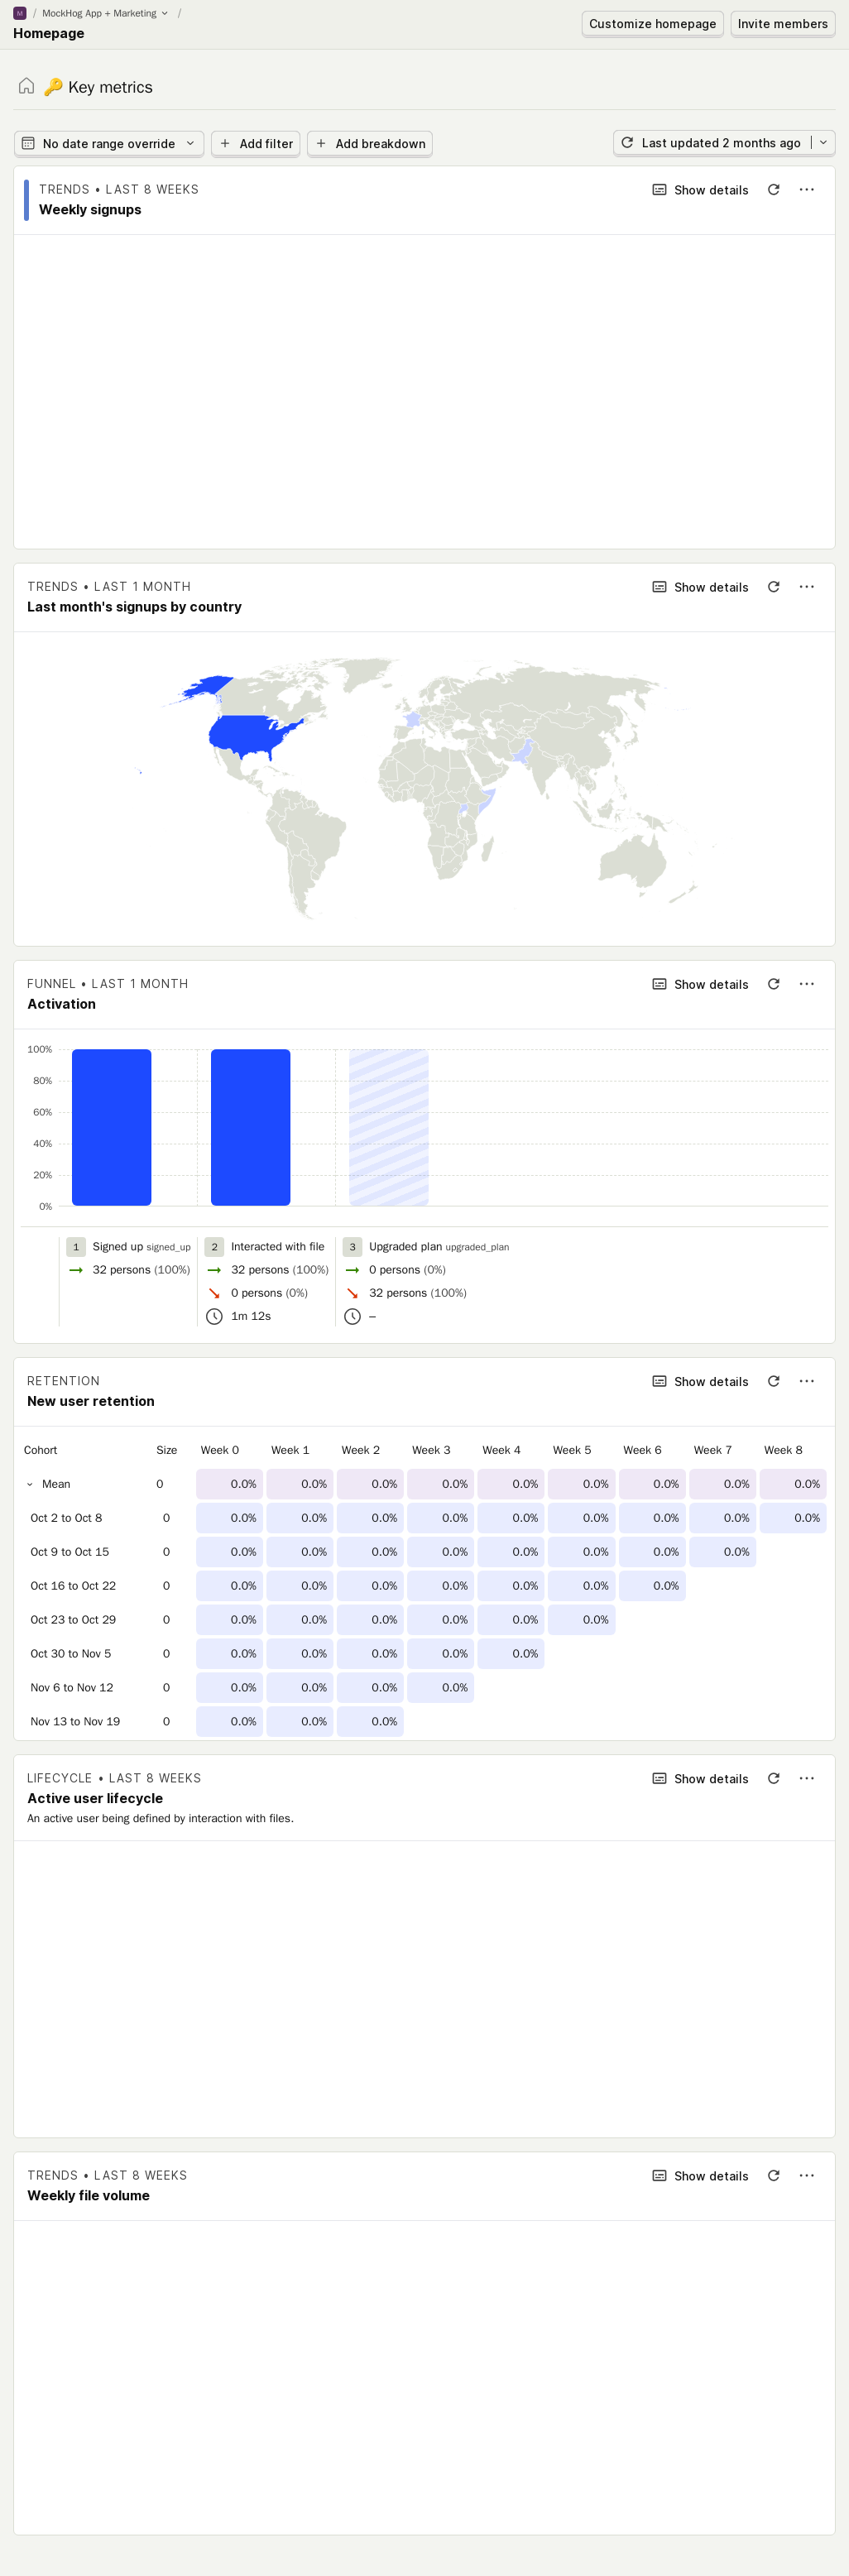 M / MockHog App + Marketing /
Homepage
Customize homepage
Invite members
🔑 Key metrics
No date range override
Add filter
Add breakdown
Last updated 2 months ago
TRENDS • LAST 8 WEEKS
Weekly signups
Show details
TRENDS • LAST 1 MONTH
Last month's signups by country
Show details
FUNNEL • LAST 1 MONTH
Activation
Show details
100%
80%
60%
40%
20%
0%
1 Signed up signed_up
32 persons (100%)
2 Interacted with file
32 persons (100%)
0 persons (0%)
1m 12s
3 Upgraded plan upgraded_plan
0 persons (0%)
32 persons (100%)
–
RETENTION
New user retention
Show details
Cohort Size Week 0 Week 1 Week 2 Week 3 Week 4 Week 5 Week 6 Week 7 Week 8
Mean 0 0.0% 0.0% 0.0% 0.0% 0.0% 0.0% 0.0% 0.0% 0.0%
Oct 2 to Oct 8 0 0.0% 0.0% 0.0% 0.0% 0.0% 0.0% 0.0% 0.0% 0.0%
Oct 9 to Oct 15 0 0.0% 0.0% 0.0% 0.0% 0.0% 0.0% 0.0% 0.0%
Oct 16 to Oct 22 0 0.0% 0.0% 0.0% 0.0% 0.0% 0.0% 0.0%
Oct 23 to Oct 29 0 0.0% 0.0% 0.0% 0.0% 0.0% 0.0%
Oct 30 to Nov 5 0 0.0% 0.0% 0.0% 0.0% 0.0%
Nov 6 to Nov 12 0 0.0% 0.0% 0.0% 0.0%
Nov 13 to Nov 19 0 0.0% 0.0% 0.0%
LIFECYCLE • LAST 8 WEEKS
Active user lifecycle
An active user being defined by interaction with files.
Show details
TRENDS • LAST 8 WEEKS
Weekly file volume
Show details